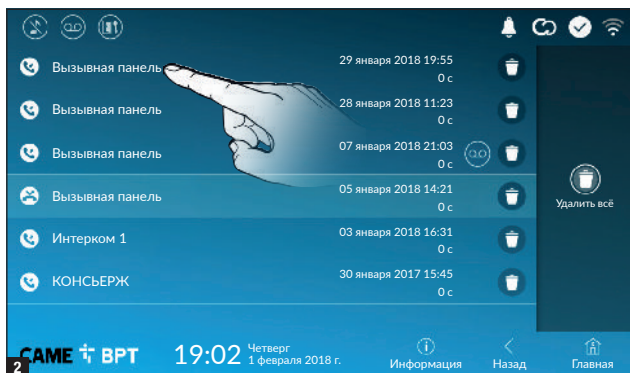 Вызывная панель 29 января 2018 19:55
0 с
Вызывная панель 28 января 2018 11:23
0 с
Вызывная панель 07 января 2018 21:03
0 с
Вызывная панель 05 января 2018 14:21
0 с
Интерком 1 03 января 2018 16:31
0 с
КОНСЬЕРЖ 30 января 2017 15:45
0 с
Удалить всё
CAME BPT 19:02 Четверг
1 февраля 2018 г.
Информация Назад Главная
2